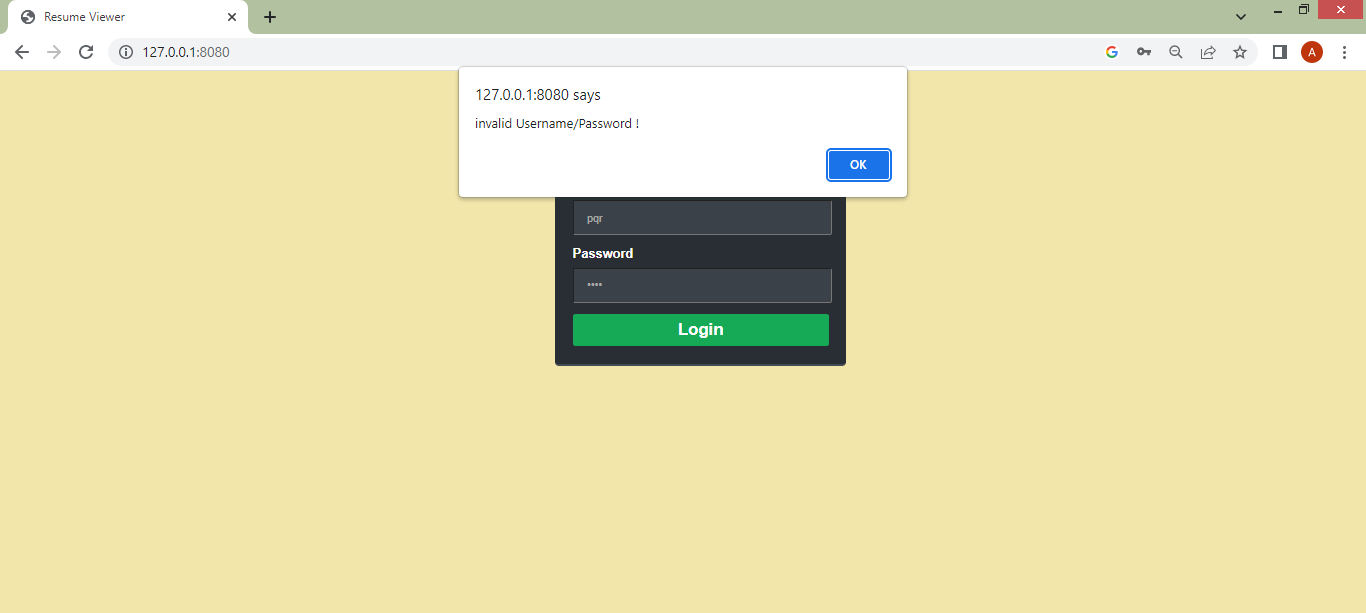 Resume Viewer
127.0.0.1:8080
A
127.0.0.1:8080 says
invalid Username/Password !
OK
pqr
Password
••••
Login